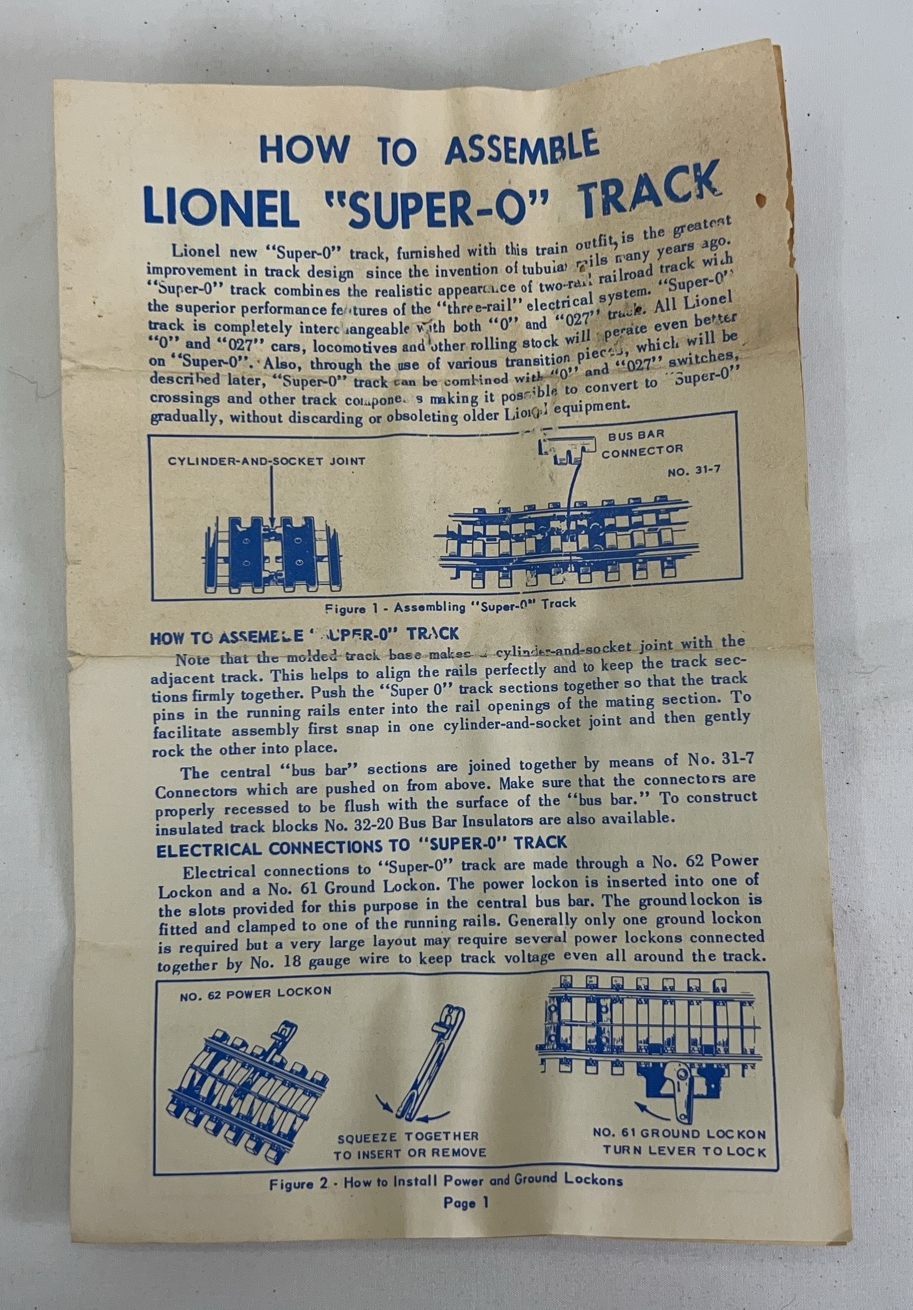 HOW TO ASSEMBLE
LIONEL "SUPER-O" TRACK
Lionel new "Super-0" track, furnished with this train outfit, is the greatest
improvement in track design since the invention of tubular rails many years ago.
"Super-0" track combines the realistic appearance of two-rail railroad track with
the superior performance features of the "three-rail" electrical system. "Super-0"
track is completely interchangeable with both "0" and "027" track. All Lionel
"0" and "027" cars, locomotives and other rolling stock will operate even better
on "Super-0". Also, through the use of various transition pieces, which will be
described later, "Super-0" track can be combined with "0" and "027" switches,
crossings and other track making it possible to convert to "Super-0"
gradually, without discarding or obsoleting older Lionel equipment.
CYLINDER-AND-SOCKET JOINT
BUS BAR
CONNECTOR
NO. 31-7
Figure 1 - Assembling "Super-0" Track
HOW TO ASSEMBLE "SUPER-0" TRACK
Note that the molded track base makes a cylinder-and-socket joint with the
adjacent track. This helps to align the rails perfectly and to keep the track sec-
tions firmly together. Push the "Super 0" track sections together so that the track
pins in the running rails enter into the rail openings of the mating section. To
facilitate assembly first snap in one cylinder-and-socket joint and then gently
rock the other into place.
The central "bus bar" sections are joined together by means of No. 31-7
Connectors which are pushed on from above. Make sure that the connectors are
properly recessed to be flush with the surface of the "bus bar." To construct
insulated track blocks No. 32-20 Bus Bar Insulators are also available.
ELECTRICAL CONNECTIONS TO "SUPER-0" TRACK
Electrical connections to "Super-0" track are made through a No. 62 Power
Lockon and a No. 61 Ground Lockon. The power lockon is inserted into one of
the slots provided for this purpose in the central bus bar. The ground lockon is
fitted and clamped to one of the running rails. Generally only one ground lockon
is required but a very large layout may require several power lockons connected
together by No. 18 gauge wire to keep track voltage even all around the track.
NO. 62 POWER LOCKON
SQUEEZE TOGETHER
TO INSERT OR REMOVE
NO. 61 GROUND LOCKON
TURN LEVER TO LOCK
Figure 2 - How to Install Power and Ground Lockons
Page 1